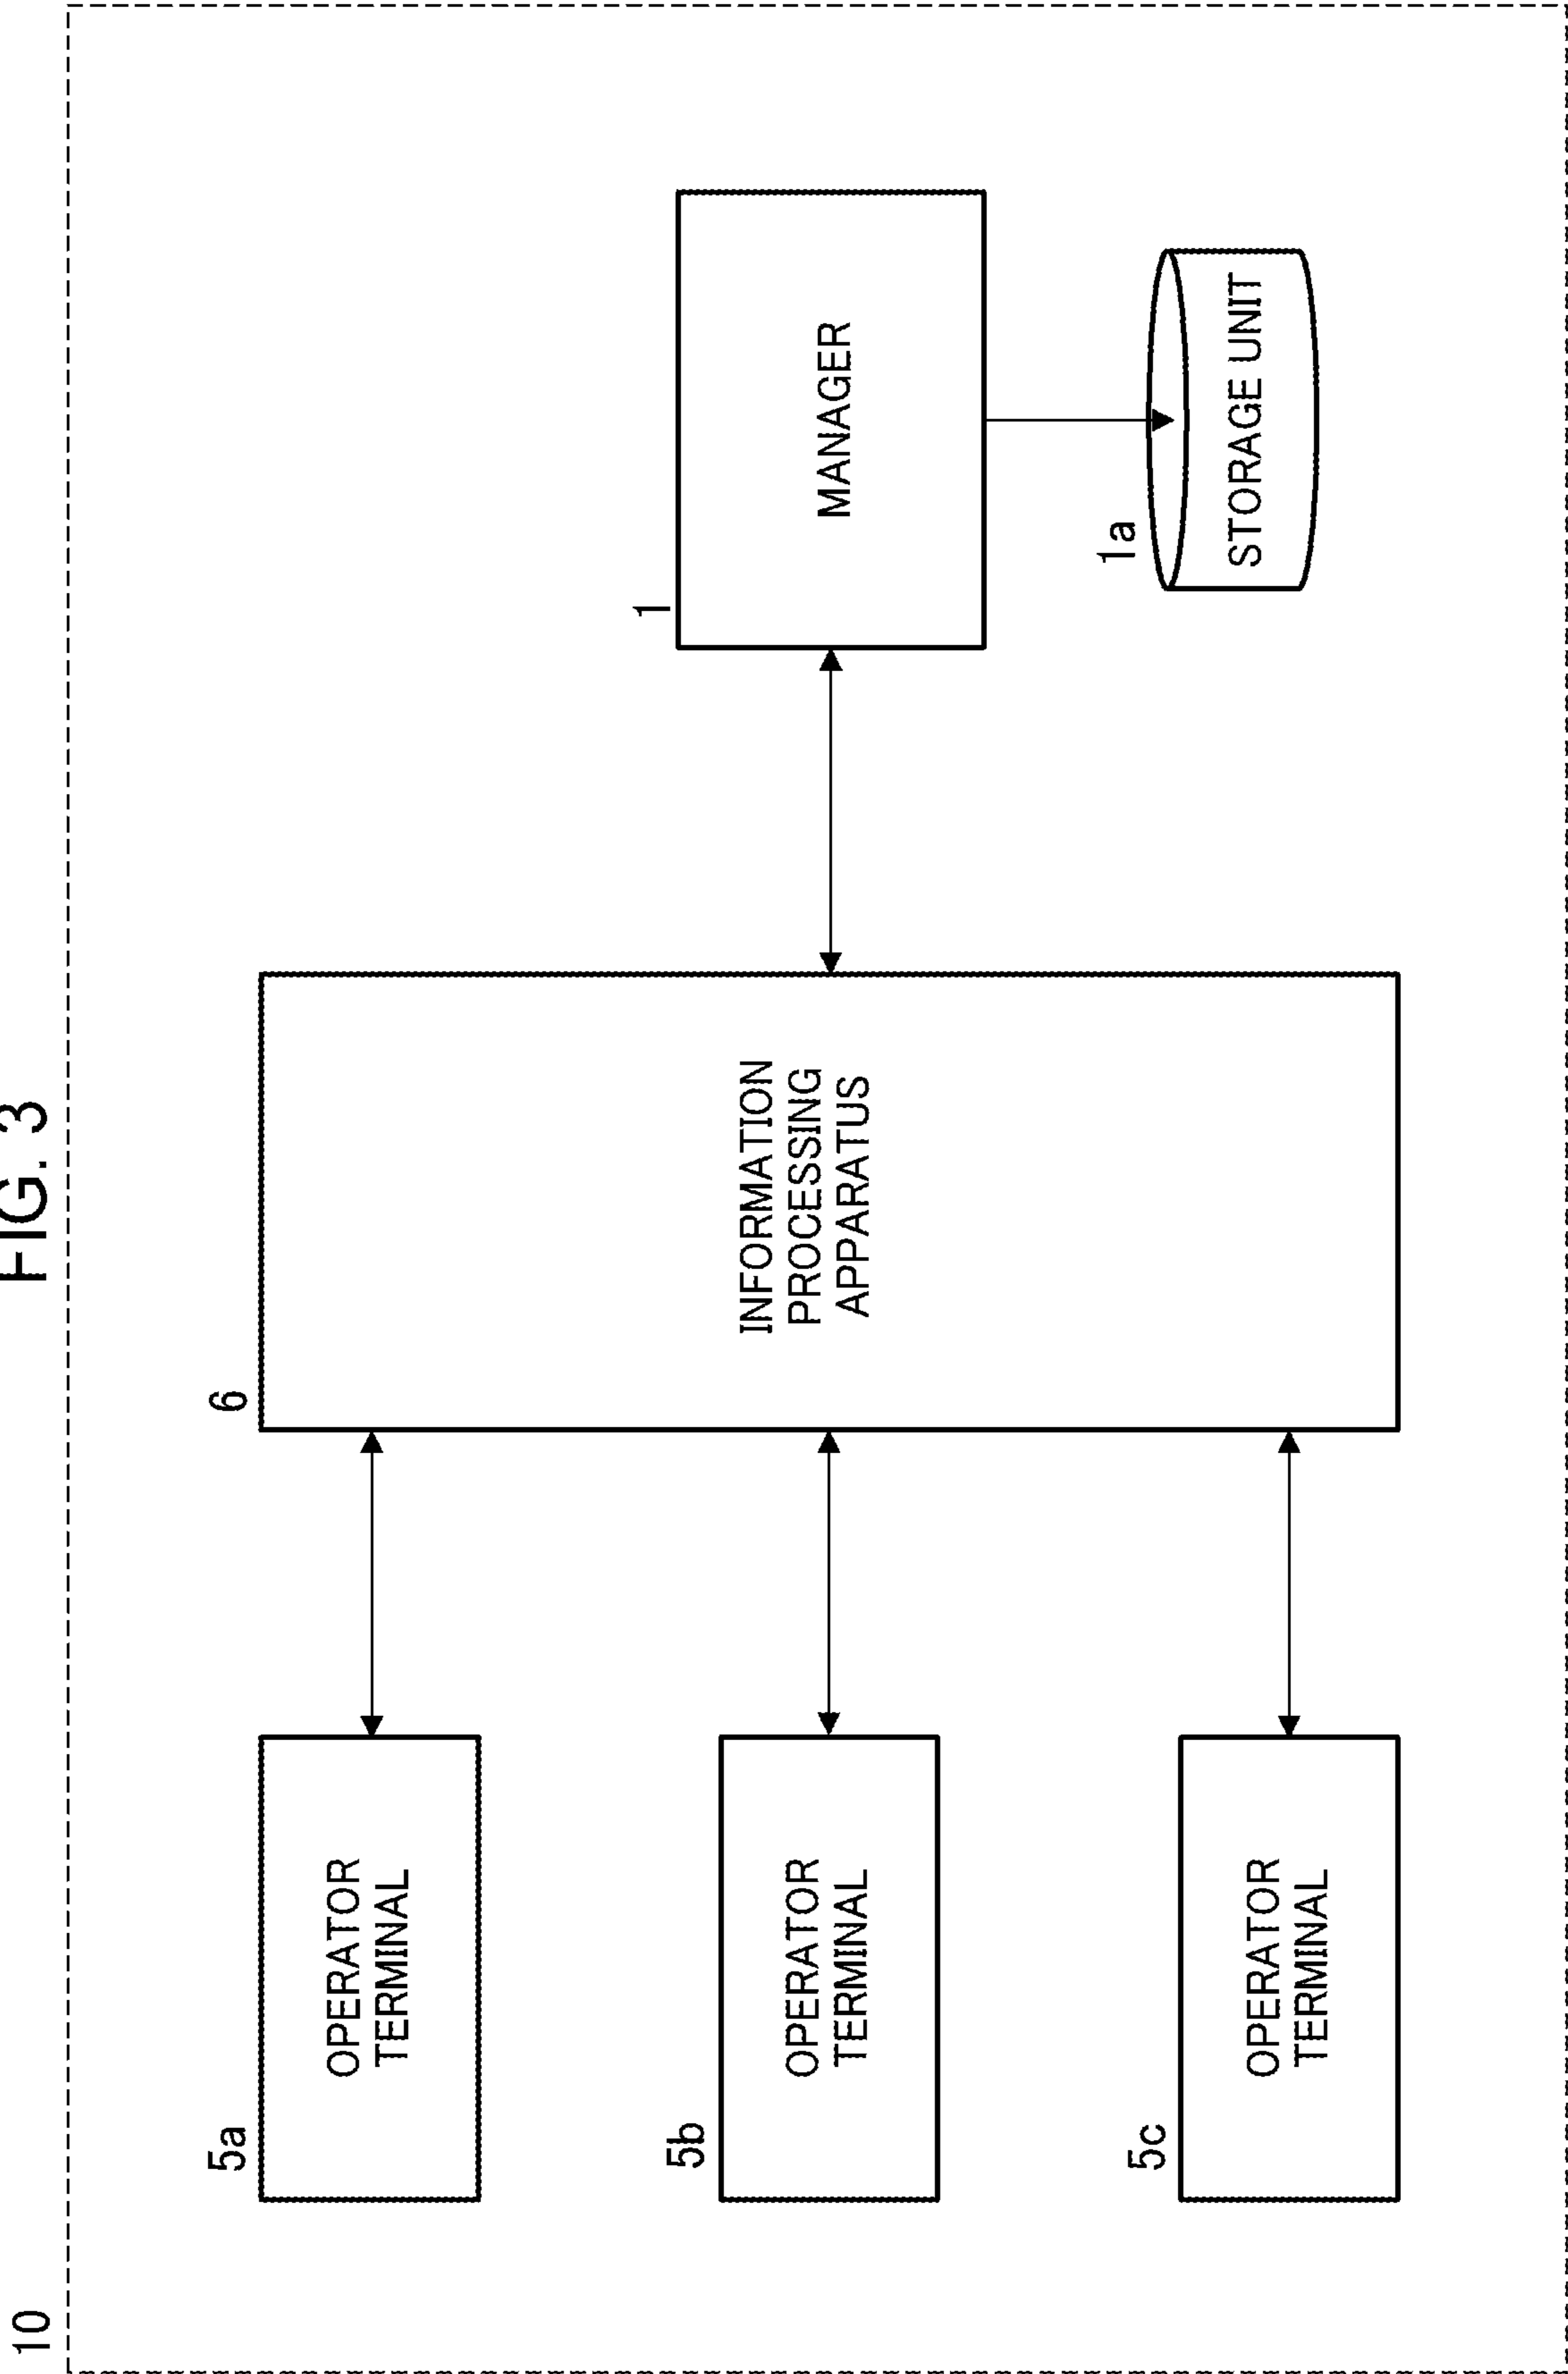 FIG. 3
10
5a
OPERATOR
TERMINAL
5b
OPERATOR
TERMINAL
5c
OPERATOR
TERMINAL
6
INFORMATION
PROCESSING
APPARATUS
1
MANAGER
1a
STORAGE UNIT